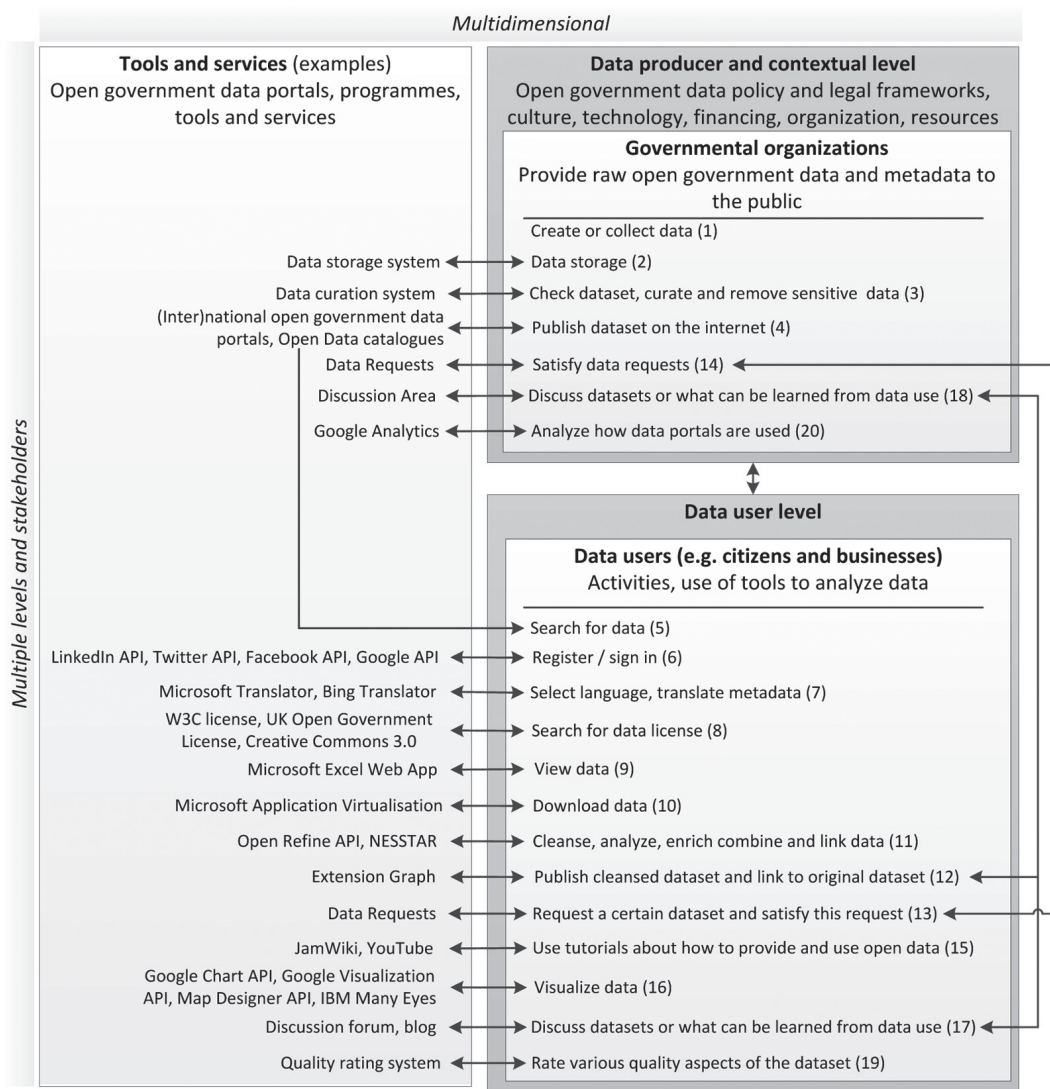 Multidimensional
Multiple levels and stakeholders
Tools and services (examples)
Open government data portals, programmes,
tools and services
Data producer and contextual level
Open government data policy and legal frameworks,
culture, technology, financing, organization, resources
Governmental organizations
Provide raw open government data and metadata to
the public
Create or collect data (1)
Data storage system
Data storage (2)
Data curation system
Check dataset, curate and remove sensitive data (3)
(Inter)national open government data
portals, Open Data catalogues
Publish dataset on the internet (4)
Data Requests
Satisfy data requests (14)
Discussion Area
Discuss datasets or what can be learned from data use (18)
Google Analytics
Analyze how data portals are used (20)
Data user level
Data users (e.g. citizens and businesses)
Activities, use of tools to analyze data
Search for data (5)
LinkedIn API, Twitter API, Facebook API, Google API
Register / sign in (6)
Microsoft Translator, Bing Translator
Select language, translate metadata (7)
W3C license, UK Open Government
License, Creative Commons 3.0
Search for data license (8)
Microsoft Excel Web App
View data (9)
Microsoft Application Virtualisation
Download data (10)
Open Refine API, NESSTAR
Cleanse, analyze, enrich combine and link data (11)
Extension Graph
Publish cleansed dataset and link to original dataset (12)
Data Requests
Request a certain dataset and satisfy this request (13)
JamWiki, YouTube
Use tutorials about how to provide and use open data (15)
Google Chart API, Google Visualization
API, Map Designer API, IBM Many Eyes
Visualize data (16)
Discussion forum, blog
Discuss datasets or what can be learned from data use (17)
Quality rating system
Rate various quality aspects of the dataset (19)